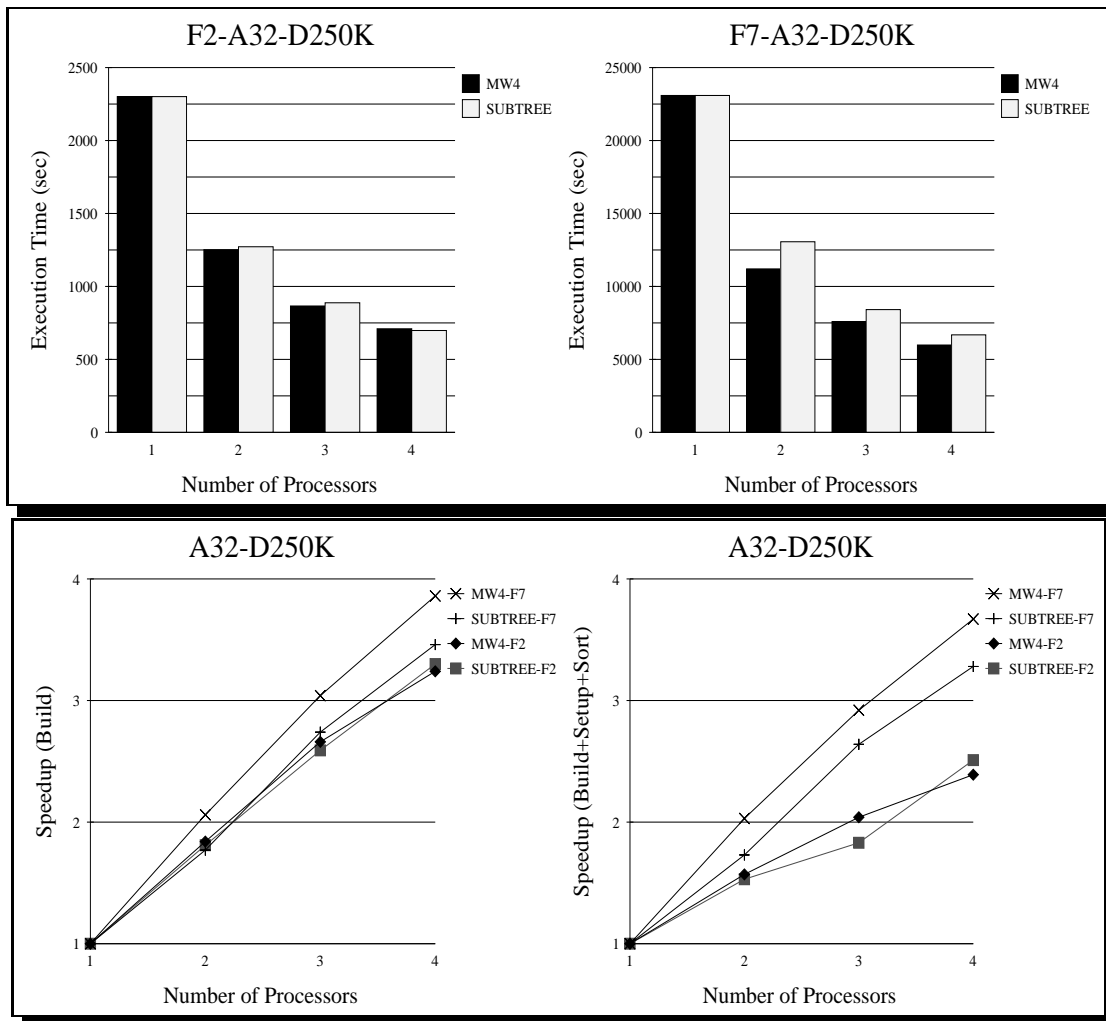 F2-A32-D250K
Execution Time (sec)
2500
2000
1500
1000
500
0
1 2 3 4
Number of Processors
MW4
SUBTREE
F7-A32-D250K
Execution Time (sec)
25000
20000
15000
10000
5000
0
1 2 3 4
Number of Processors
MW4
SUBTREE
A32-D250K
Speedup (Build)
4
3
2
1
1 2 3 4
Number of Processors
MW4-F7
SUBTREE-F7
MW4-F2
SUBTREE-F2
A32-D250K
Speedup (Build+Setup+Sort)
4
3
2
1
1 2 3 4
Number of Processors
MW4-F7
SUBTREE-F7
MW4-F2
SUBTREE-F2